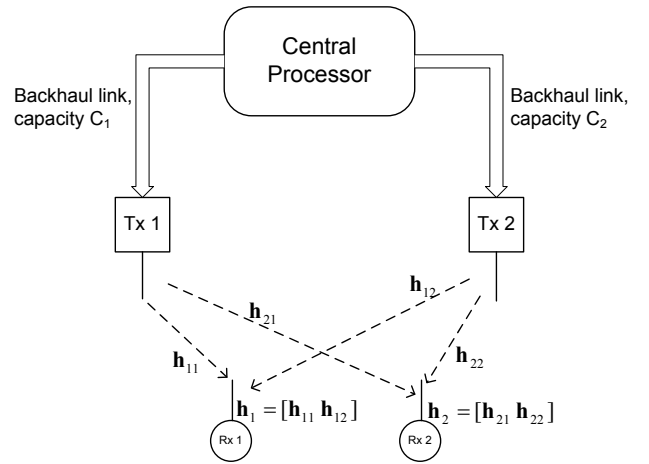 Central
Processor
Backhaul link,
capacity C₁
Backhaul link,
capacity C₂
Tx 1
Tx 2
h₁₂
h₂₁
h₁₁
h₂₂
h₁ = [h₁₁ h₁₂]
h₂ = [h₂₁ h₂₂]
Rx 1
Rx 2